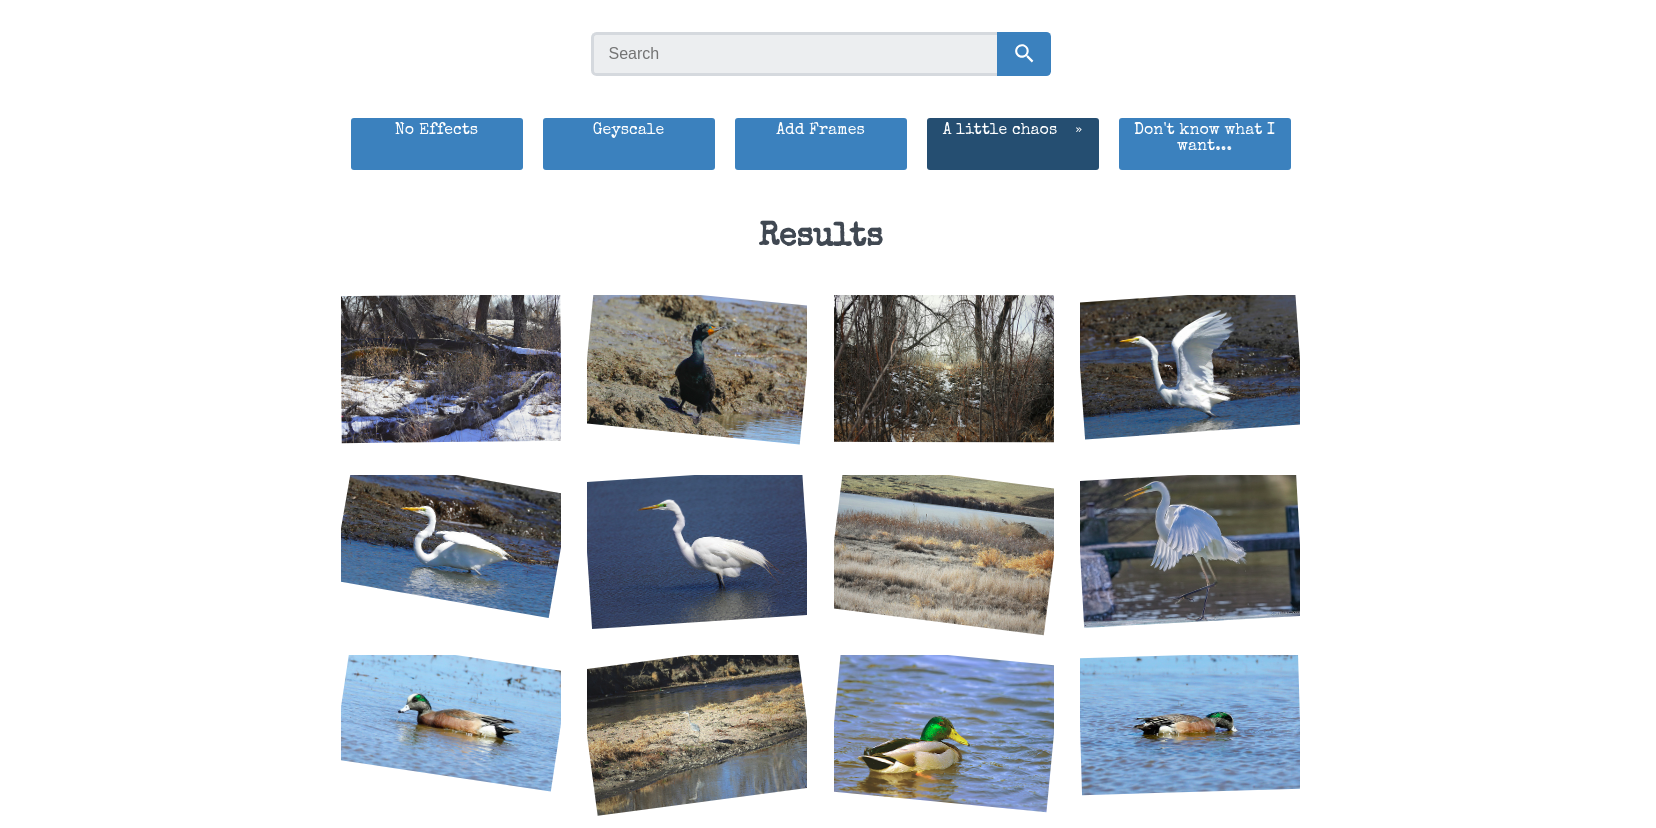 Search
No Effects
Geyscale
Add Frames
A little chaos »
Don't know what I
want...
Results